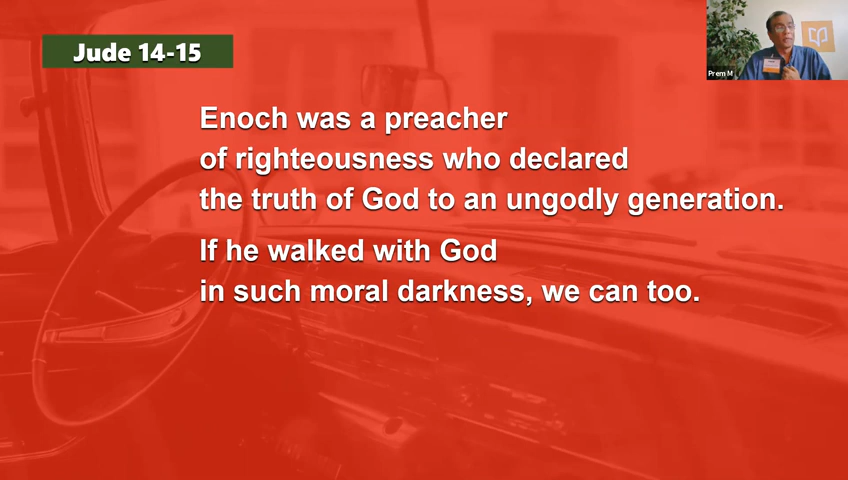 Jude 14-15
Prem M
Enoch was a preacher
of righteousness who declared
the truth of God to an ungodly generation.
If he walked with God
in such moral darkness, we can too.